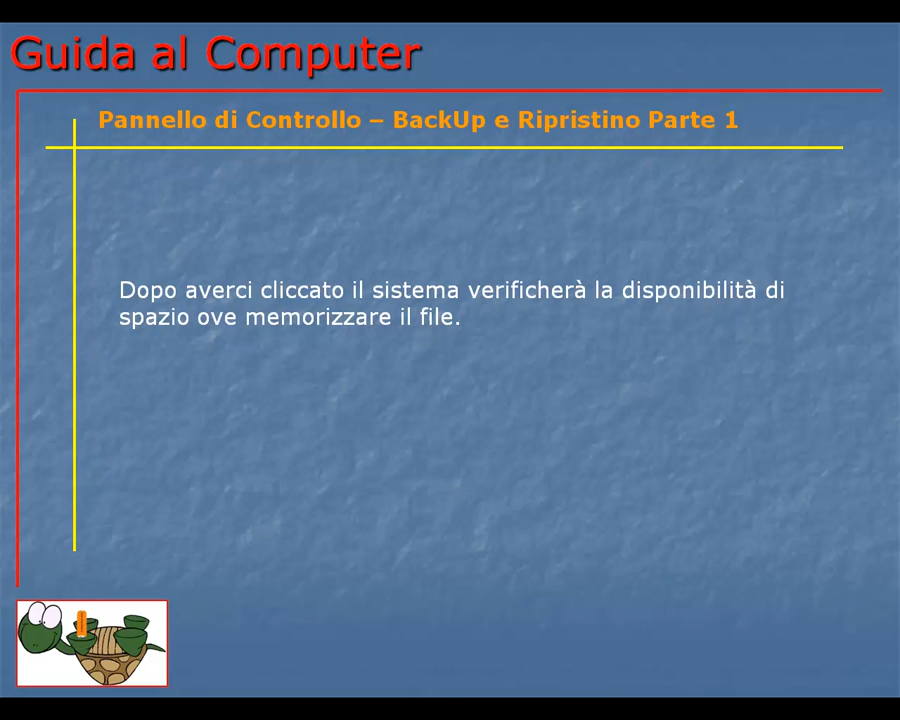 Guida al Computer
Pannello di Controllo – BackUp e Ripristino Parte 1
Dopo averci cliccato il sistema verificherà la disponibilità di
spazio ove memorizzare il file.